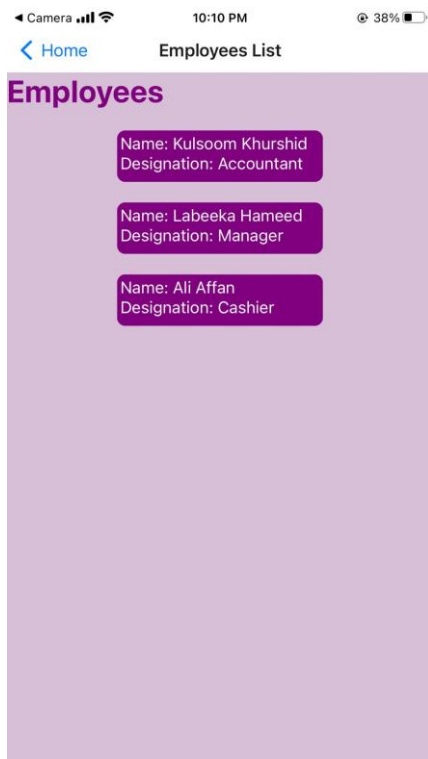 Camera 10:10 PM 38%
Home Employees List
Employees
Name: Kulsoom Khurshid
Designation: Accountant
Name: Labeeka Hameed
Designation: Manager
Name: Ali Affan
Designation: Cashier